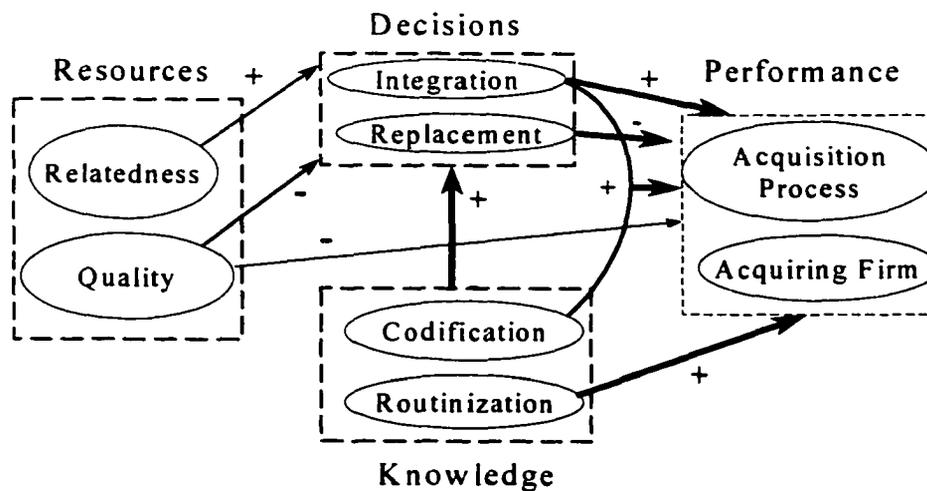 Decisions
Resources
+
Integration
+
Performance
Replacement
-
Relatedness
-
+
+
Acquisition
Process
-
Quality
Acquiring Firm
Codification
+
Routinization
Knowledge